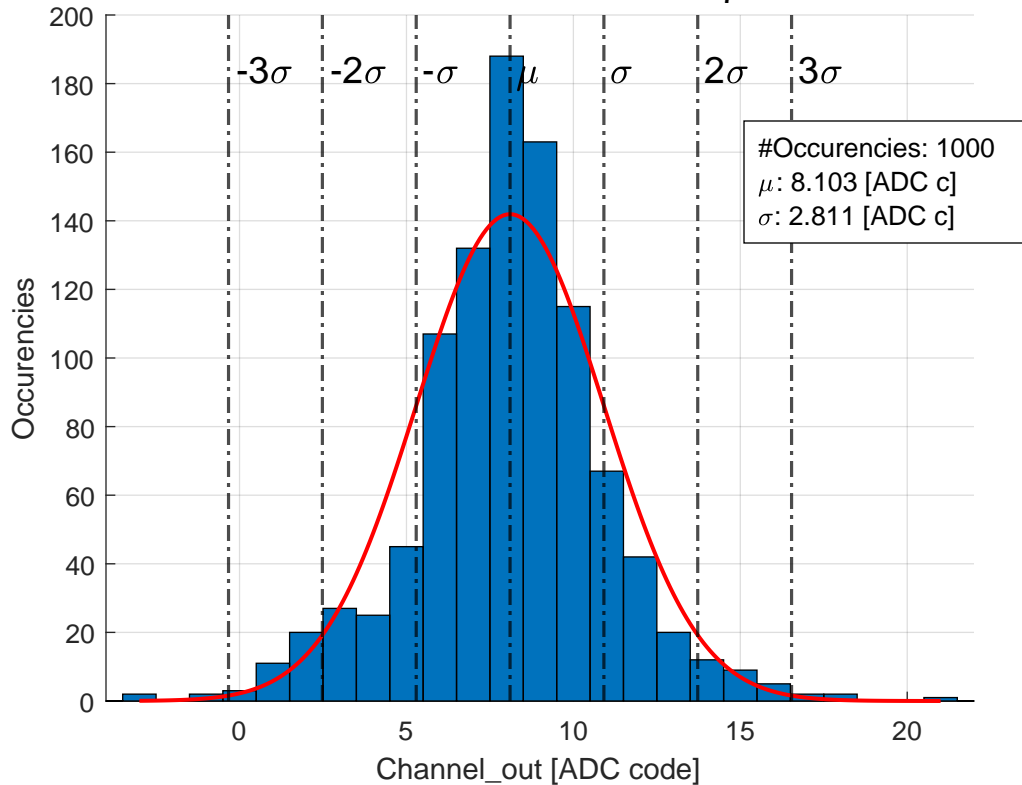 200
180
160
140
120
100
80
60
40
20
0
-3σ
-2σ
-σ
μ
σ
2σ
3σ
#Occurencies: 1000
μ: 8.103 [ADC c]
σ: 2.811 [ADC c]
Occurencies
0
5
10
15
20
Channel_out [ADC code]